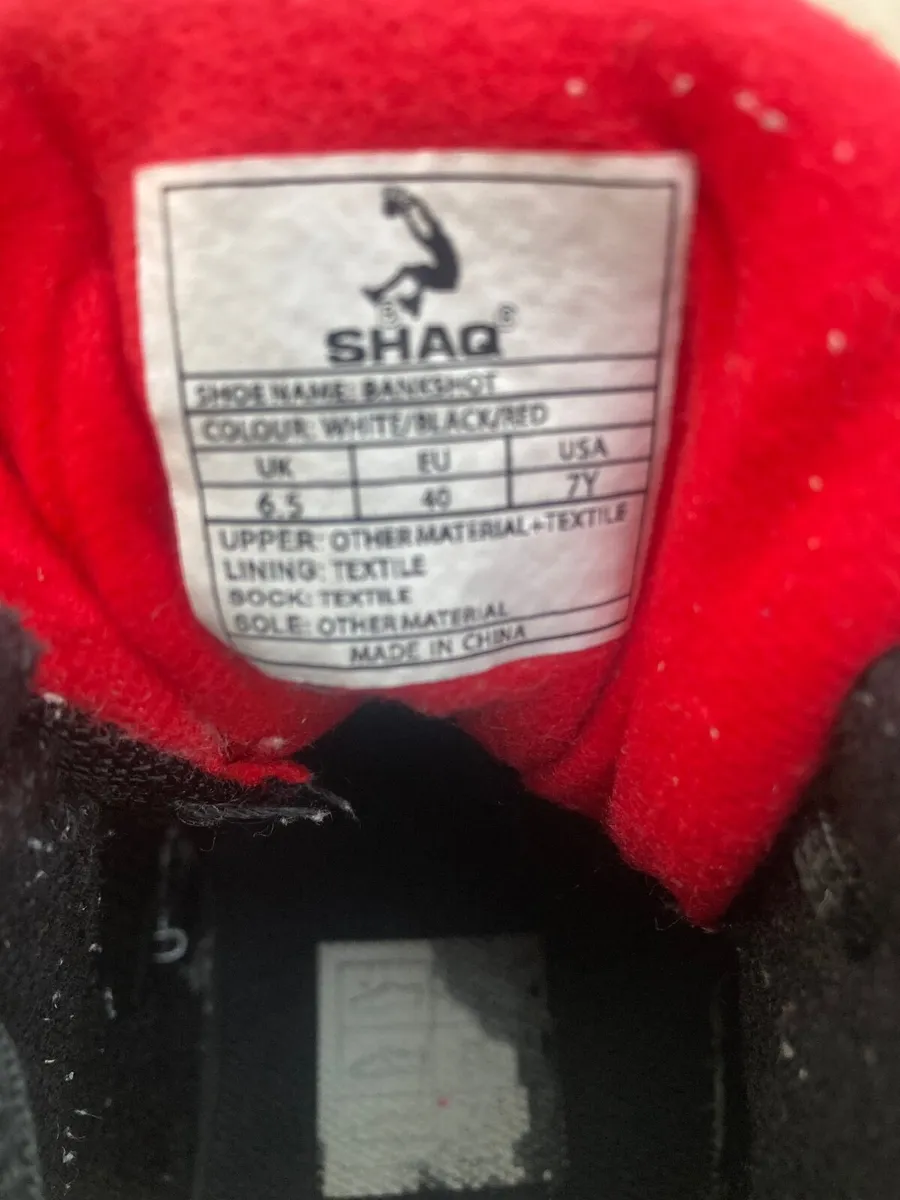 SHAQ®
SHOE NAME: BANKSHOT
COLOUR: WHITE/BLACK/RED
UK EU USA
6.5 40 7Y
UPPER: OTHER MATERIAL+TEXTILE
LINING: TEXTILE
SOCK: TEXTILE
SOLE: OTHER MATERIAL
MADE IN CHINA